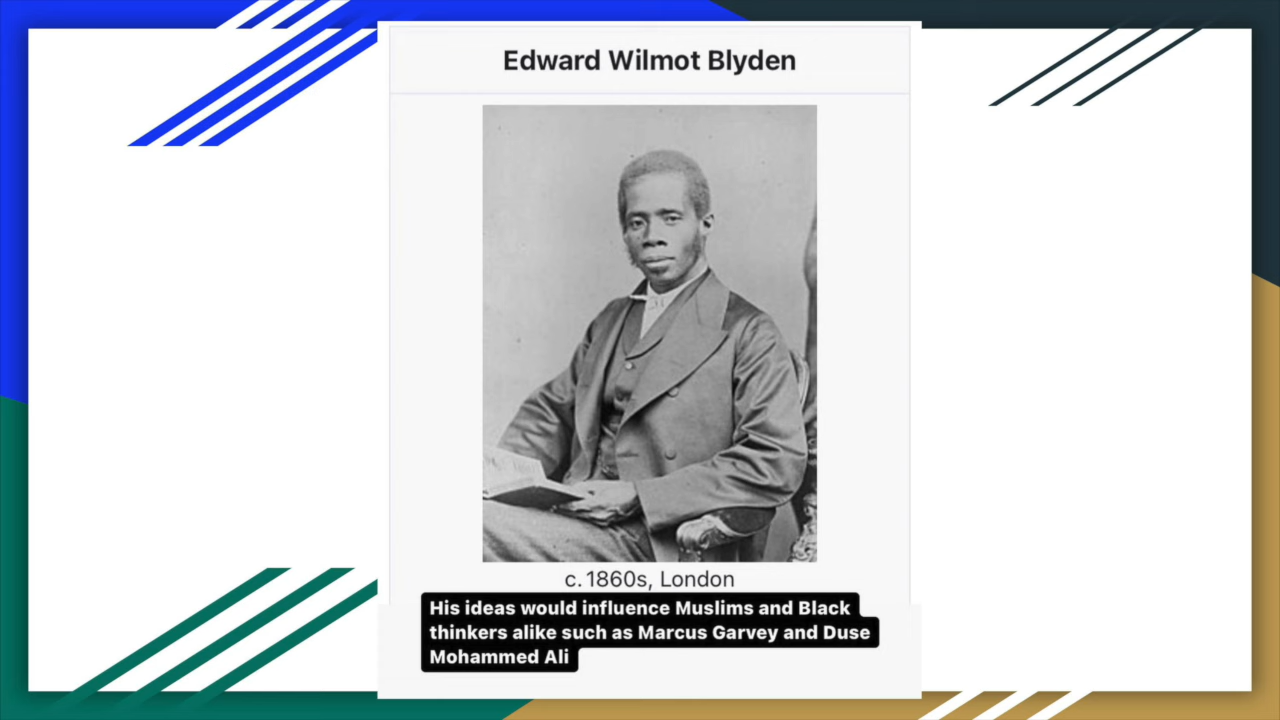 Edward Wilmot Blyden
c. 1860s, London
His ideas would influence Muslims and Black
thinkers alike such as Marcus Garvey and Duse
Mohammed Ali